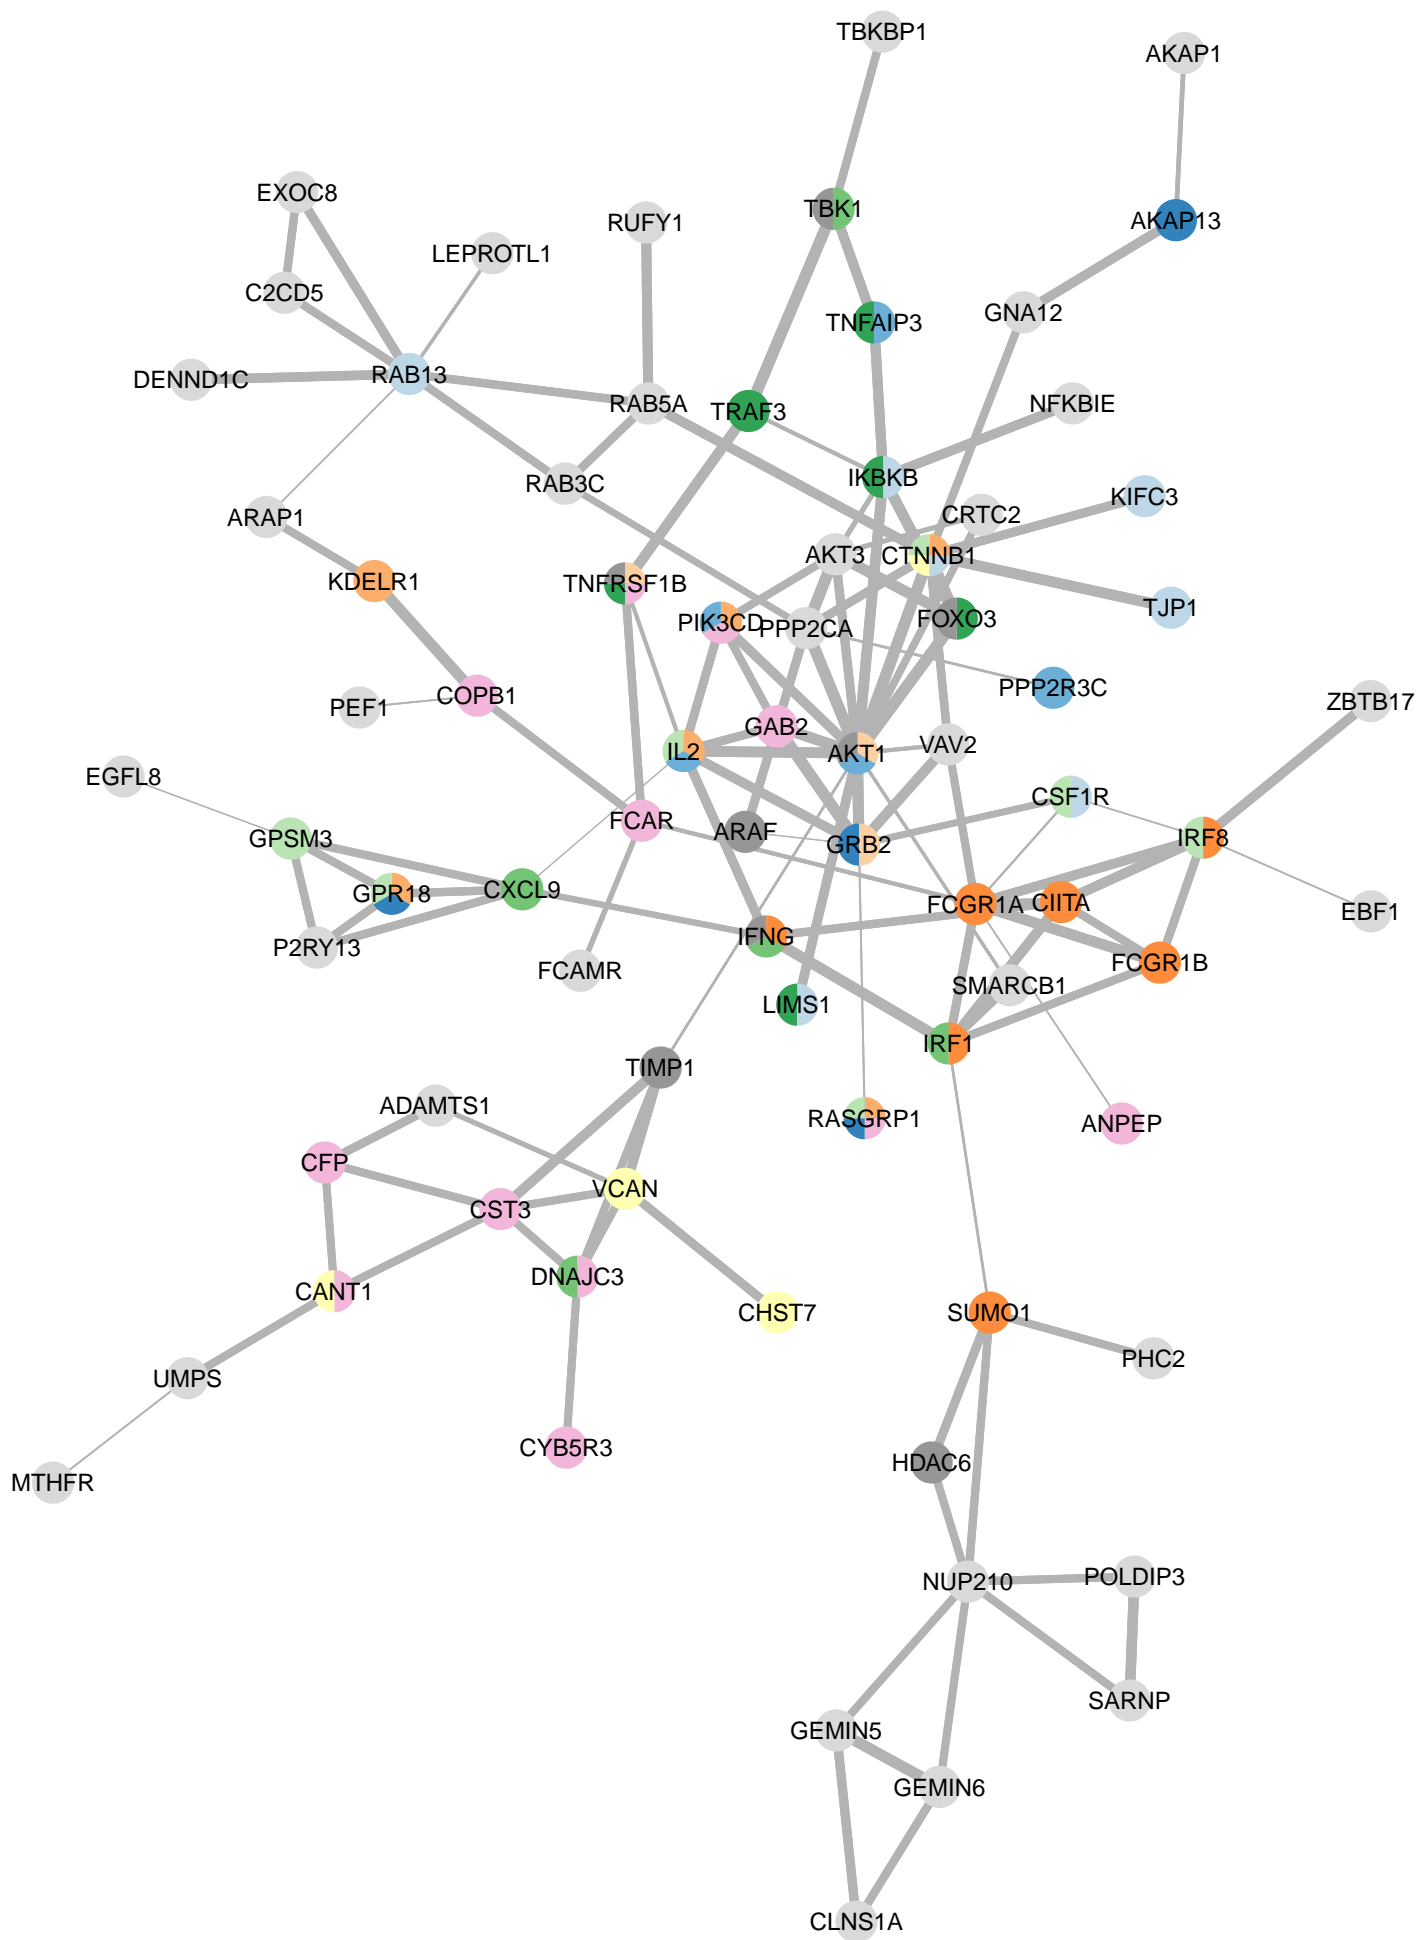 TBKBP1
AKAP1
EXOC8
TBK1
RUFY1
AKAP13
LEPROTL1
C2CD5
GNA12
TNFAIP3
RAB13
DENND1C
RAB5A
TRAF3
NFKBIE
IKBKB
RAB3C
KIFC3
ARAP1
CRTC2
AKT3
CTNNB1
KDELR1
TNFRSF1B
TJP1
PIK3CD
PPP2CA
FOXO3
PPP2R3C
COPB1
PEF1
ZBTB17
GAB2
IL2
AKT1
VAV2
EGFL8
CSF1R
FCAR
ARAF
GPSM3
GRB2
IRF8
GPR18
CXCL9
FCGR1A
CIITA
EBF1
IFNG
P2RY13
FCGR1B
FCAMR
SMARCB1
LIMS1
IRF1
TIMP1
ADAMTS1
RASGRP1
ANPEP
CFP
VCAN
CST3
DNAJC3
CANT1
CHST7
SUMO1
PHC2
UMPS
CYB5R3
HDAC6
MTHFR
NUP210
POLDIP3
SARNP
GEMIN5
GEMIN6
CLNS1A